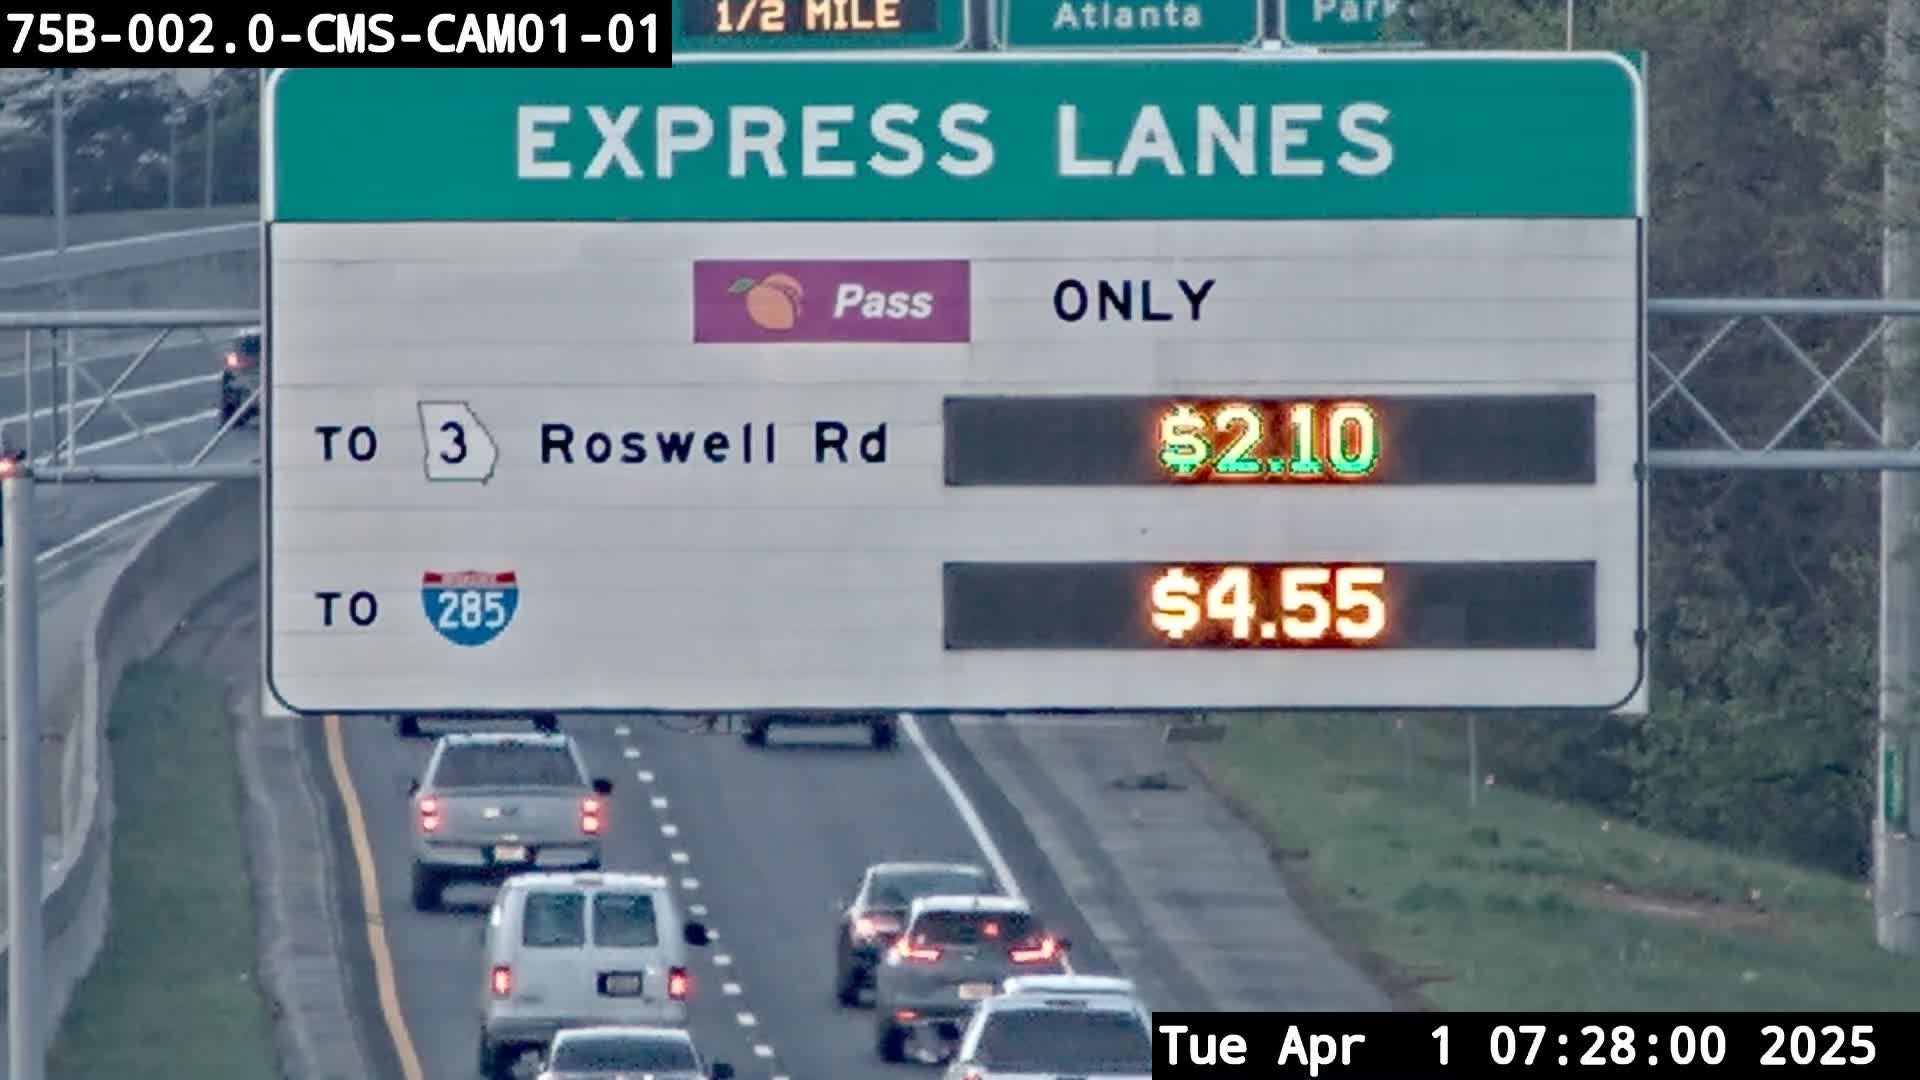 75B-002.0-CMS-CAM01-01
1/2 MILE
Atlanta
Park
EXPRESS LANES
Pass ONLY
TO 3 Roswell Rd $2.10
TO 285 $4.55
Tue Apr 1 07:28:00 2025